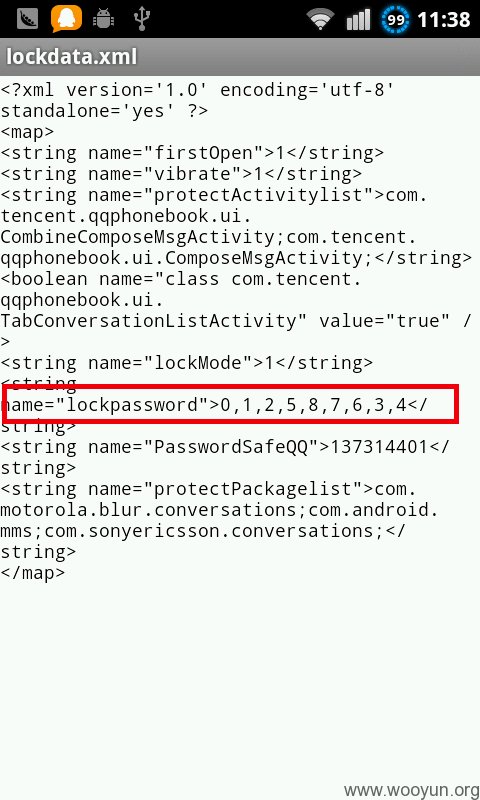 99 11:38
lockdata.xml
<?xml version='1.0' encoding='utf-8'
standalone='yes' ?>
<map>
<string name="firstOpen">1</string>
<string name="vibrate">1</string>
<string name="protectActivitylist">com.
tencent.qqphonebook.ui.
CombineComposeMsgActivity;com.tencent.
qqphonebook.ui.ComposeMsgActivity;</string>
<boolean name="class com.tencent.
qqphonebook.ui.
TabConversationListActivity" value="true" /
>
<string name="lockMode">1</string>
<string
name="lockpassword">0,1,2,5,8,7,6,3,4</
string>
<string name="PasswordSafeQQ">137314401</
string>
<string name="protectPackagelist">com.
motorola.blur.conversations;com.android.
mms;com.sonyericsson.conversations;</
string>
</map>
www.wooyun.org